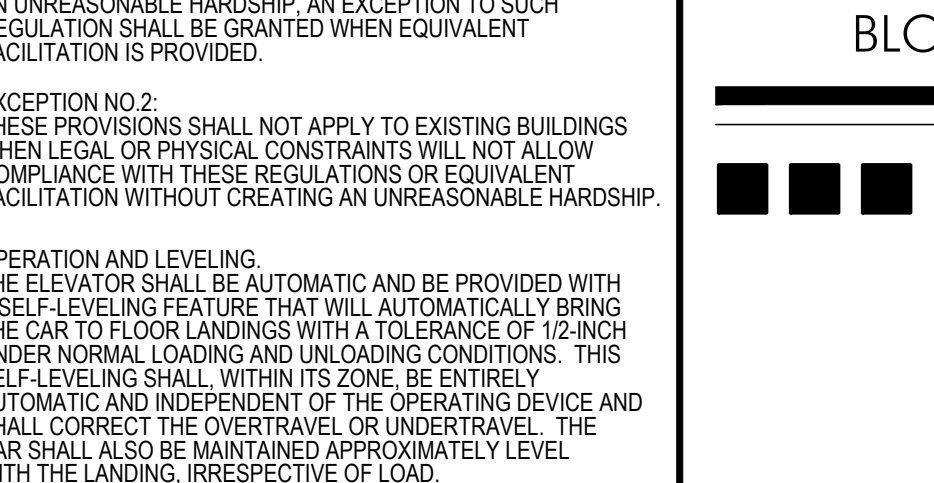 N UNREASONABLE HARDSHIP, AN EXCEPTION TO SUCH
EGULATION SHALL BE GRANTED WHEN EQUIVALENT
ACILITATION IS PROVIDED.
XCEPTION NO.2:
HESE PROVISIONS SHALL NOT APPLY TO EXISTING BUILDINGS
HEN LEGAL OR PHYSICAL CONSTRAINTS WILL NOT ALLOW
OMPLIANCE WITH THESE REGULATIONS OR EQUIVALENT
ACILITATION WITHOUT CREATING AN UNREASONABLE HARDSHIP.
PERATION AND LEVELING.
HE ELEVATOR SHALL BE AUTOMATIC AND BE PROVIDED WITH
SELF-LEVELING FEATURE THAT WILL AUTOMATICALLY BRING
HE CAR TO FLOOR LANDINGS WITH A TOLERANCE OF 1/2-INCH
NDER NORMAL LOADING AND UNLOADING CONDITIONS. THIS
ELF-LEVELING SHALL, WITHIN ITS ZONE, BE ENTIRELY
UTOMATIC AND INDEPENDENT OF THE OPERATING DEVICE AND
HALL CORRECT THE OVERTRAVEL OR UNDERTRAVEL. THE
AR SHALL ALSO BE MAINTAINED APPROXIMATELY LEVEL
ITH THE LANDING, IRRESPECTIVE OF LOAD.
BLO